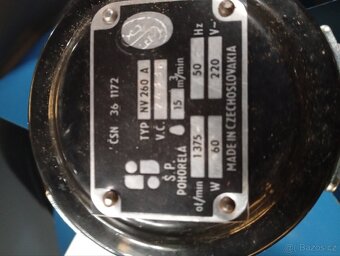 ČSN 36 1172
TYP NV 260 A
V.Č.
15 m³/min
50 Hz
220 V~
Š.P.
POHORELÁ
ot/min 1375
W 60
MADE IN CZECHOSLOVAKIA
Bazos.cz